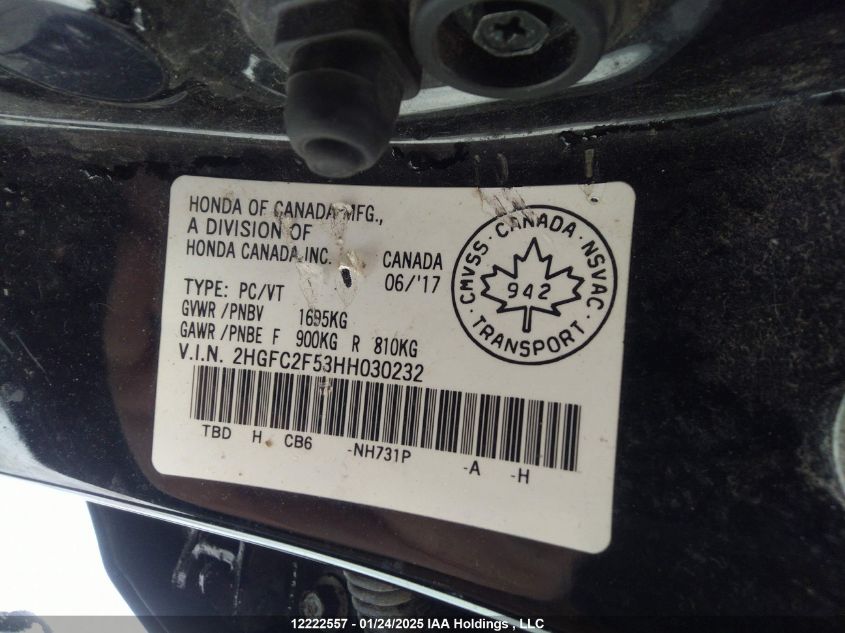 HONDA OF CANADA MFG.,
A DIVISION OF
HONDA CANADA INC.
CANADA
06/'17
TYPE: PC/VT
GVWR /PNBV 1695KG
GAWR /PNBE F 900KG R 810KG
V.I.N. 2HGFC2F53HH030232
TBD H CB6 -NH731P -A -H
CMVSS · CANADA · NSVAC
942
· TRANSPORT ·
12222557 - 01/24/2025 IAA Holdings , LLC